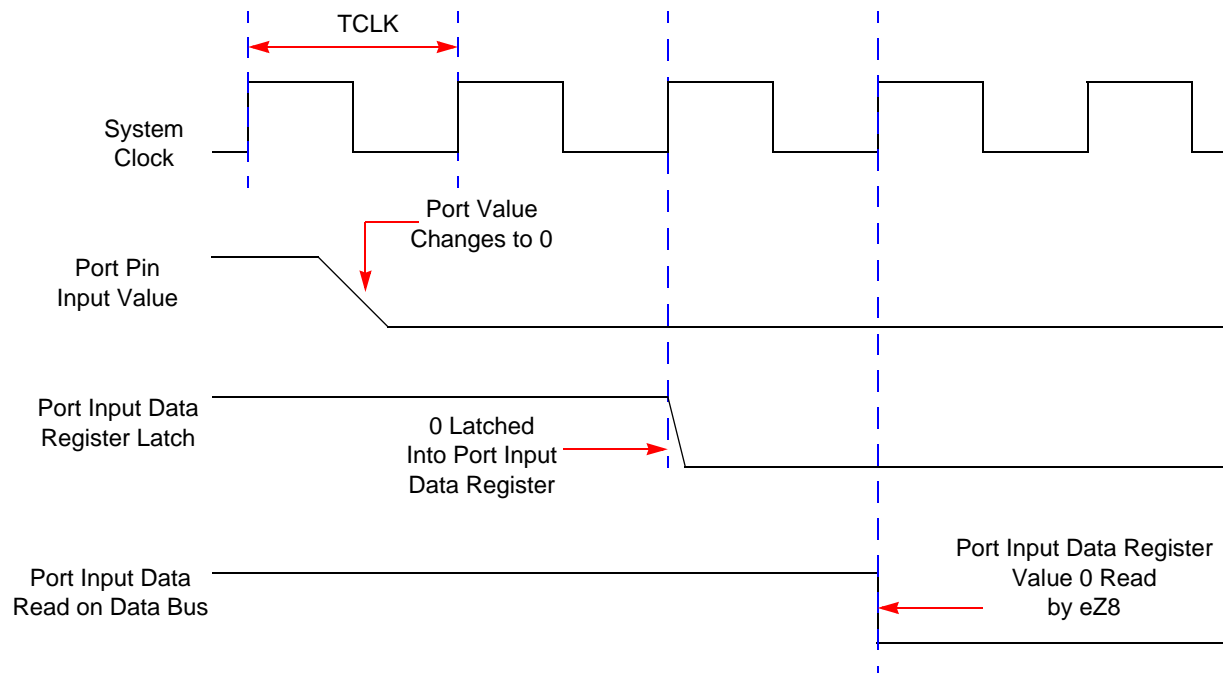 TCLK
System
Clock
Port Value
Changes to 0
Port Pin
Input Value
Port Input Data
Register Latch
0 Latched
Into Port Input
Data Register
Port Input Data
Read on Data Bus
Port Input Data Register
Value 0 Read
by eZ8